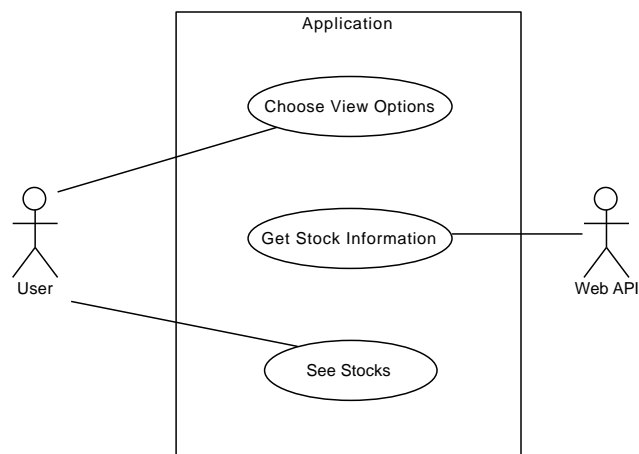 Application
Choose View Options
Get Stock Information
User
Web API
See Stocks